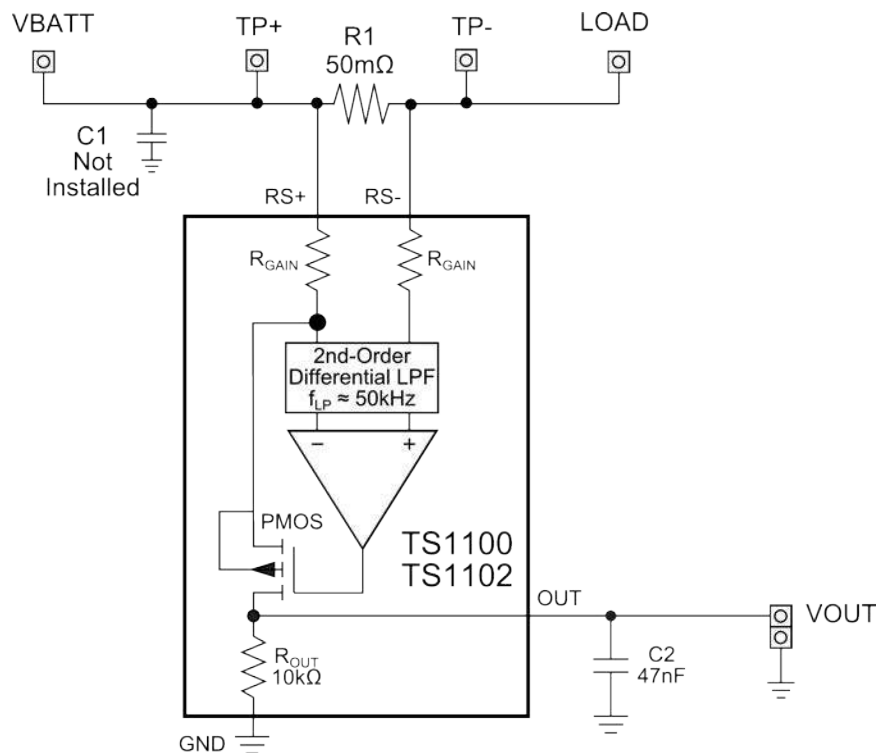 VBATT
TP+
R1
50mΩ
TP-
LOAD
C1
Not
Installed
RS+
RS-
RGAIN
RGAIN
2nd-Order
Differential LPF
fLP ≈ 50kHz
−
+
PMOS
TS1100
TS1102
OUT
VOUT
ROUT
10kΩ
C2
47nF
GND